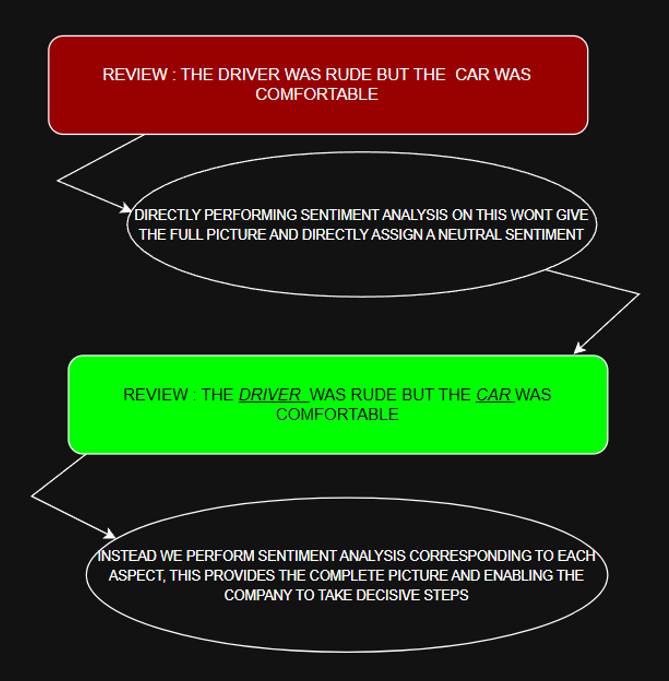 REVIEW : THE DRIVER WAS RUDE BUT THE CAR WAS
COMFORTABLE
DIRECTLY PERFORMING SENTIMENT ANALYSIS ON THIS WONT GIVE
THE FULL PICTURE AND DIRECTLY ASSIGN A NEUTRAL SENTIMENT
REVIEW : THE DRIVER WAS RUDE BUT THE CAR WAS
COMFORTABLE
INSTEAD WE PERFORM SENTIMENT ANALYSIS CORRESPONDING TO EACH
ASPECT, THIS PROVIDES THE COMPLETE PICTURE AND ENABLING THE
COMPANY TO TAKE DECISIVE STEPS